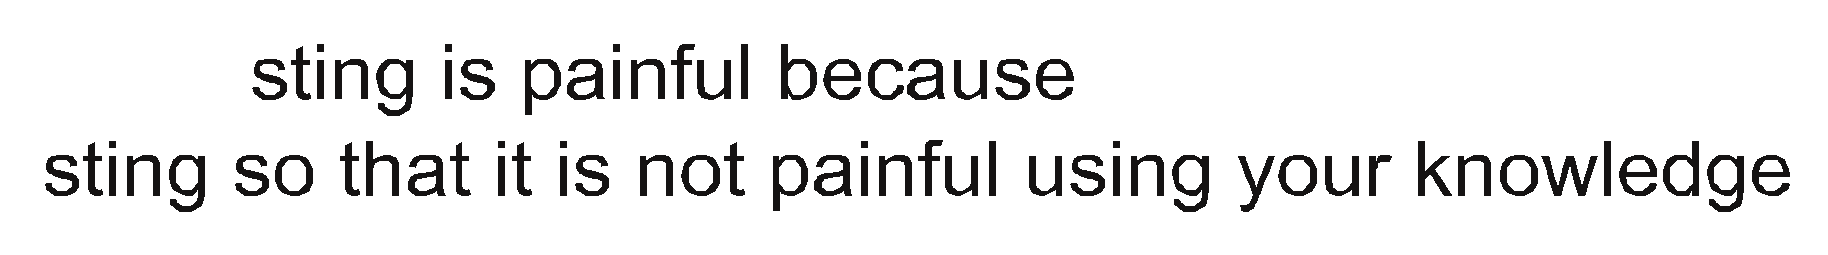 sting is painful because
sting so that it is not painful using your knowledge